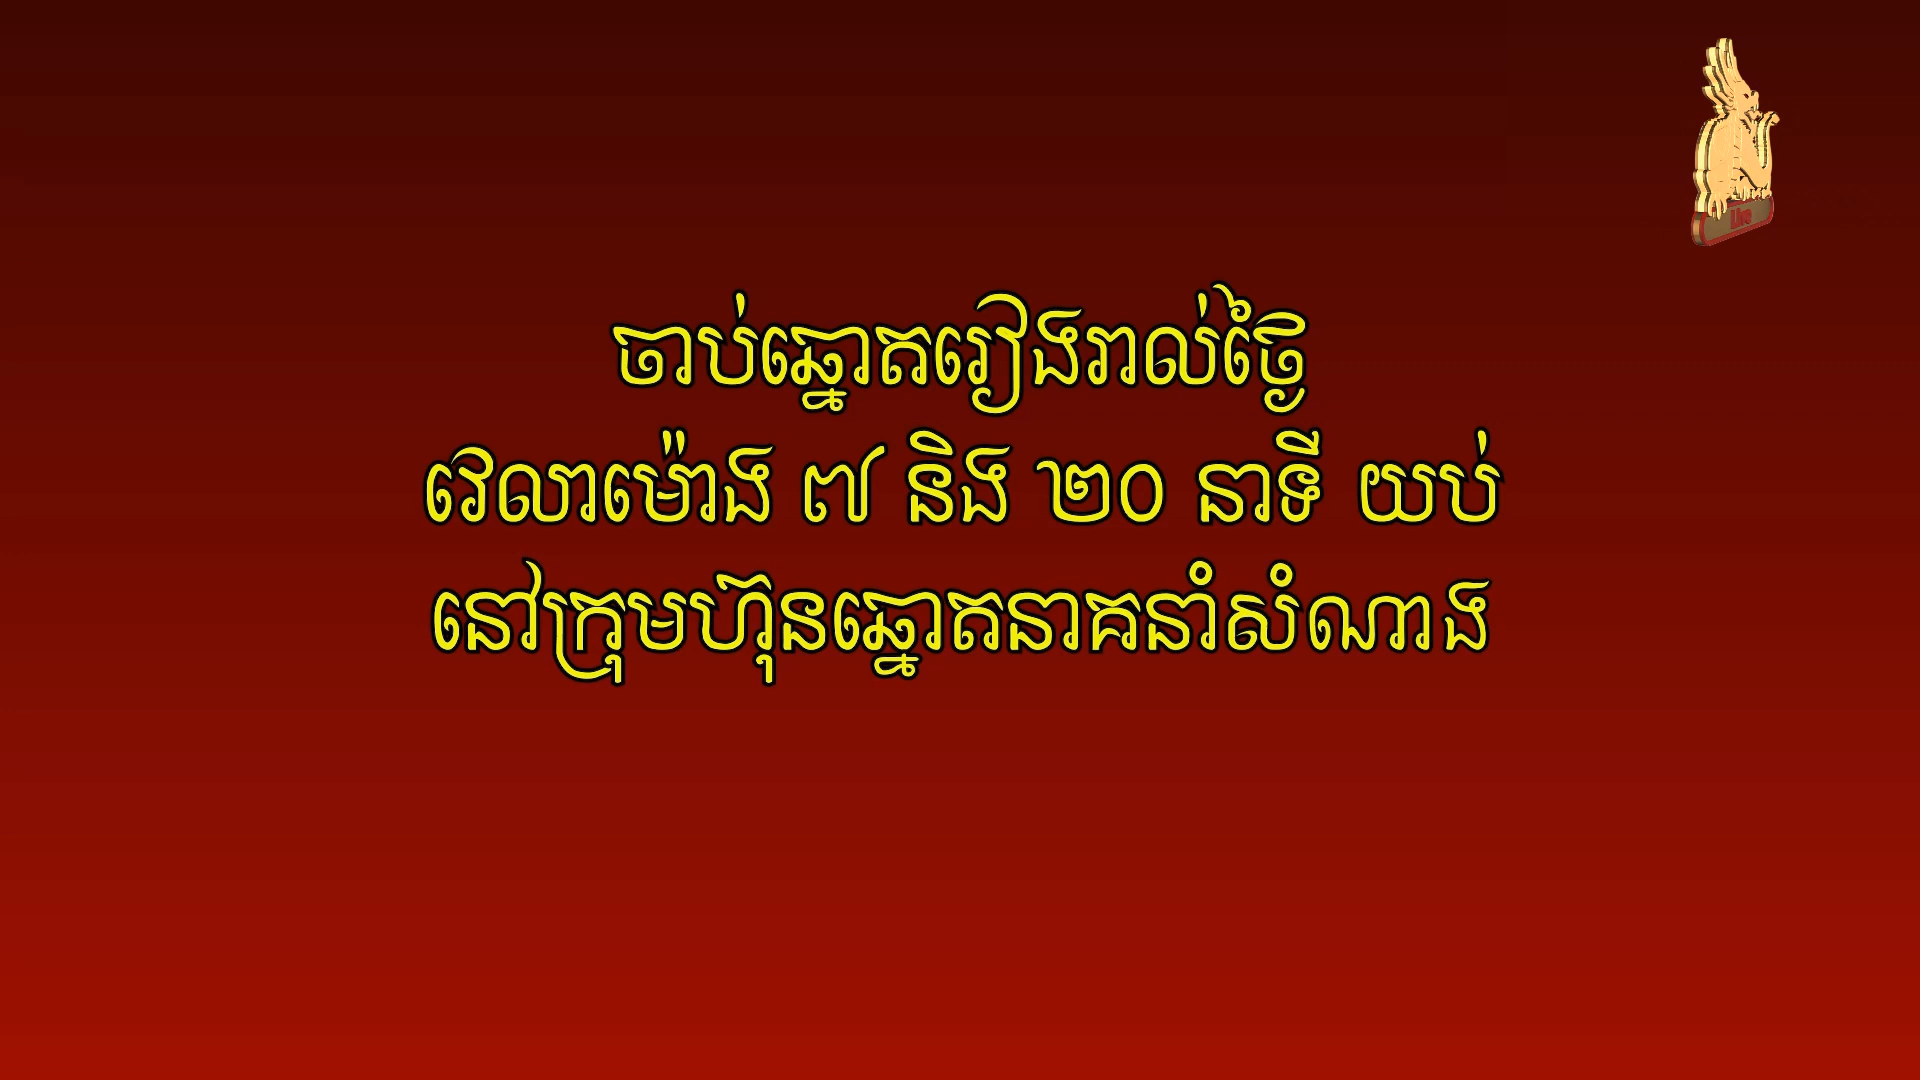 Live
ចាប់ឆ្នោតរៀងរាល់ថ្ងៃ
វេលាម៉ោង ៧ និង ២០ នាទី យប់
នៅក្រុមហ៊ុនឆ្នោតនាគនាំសំណាង